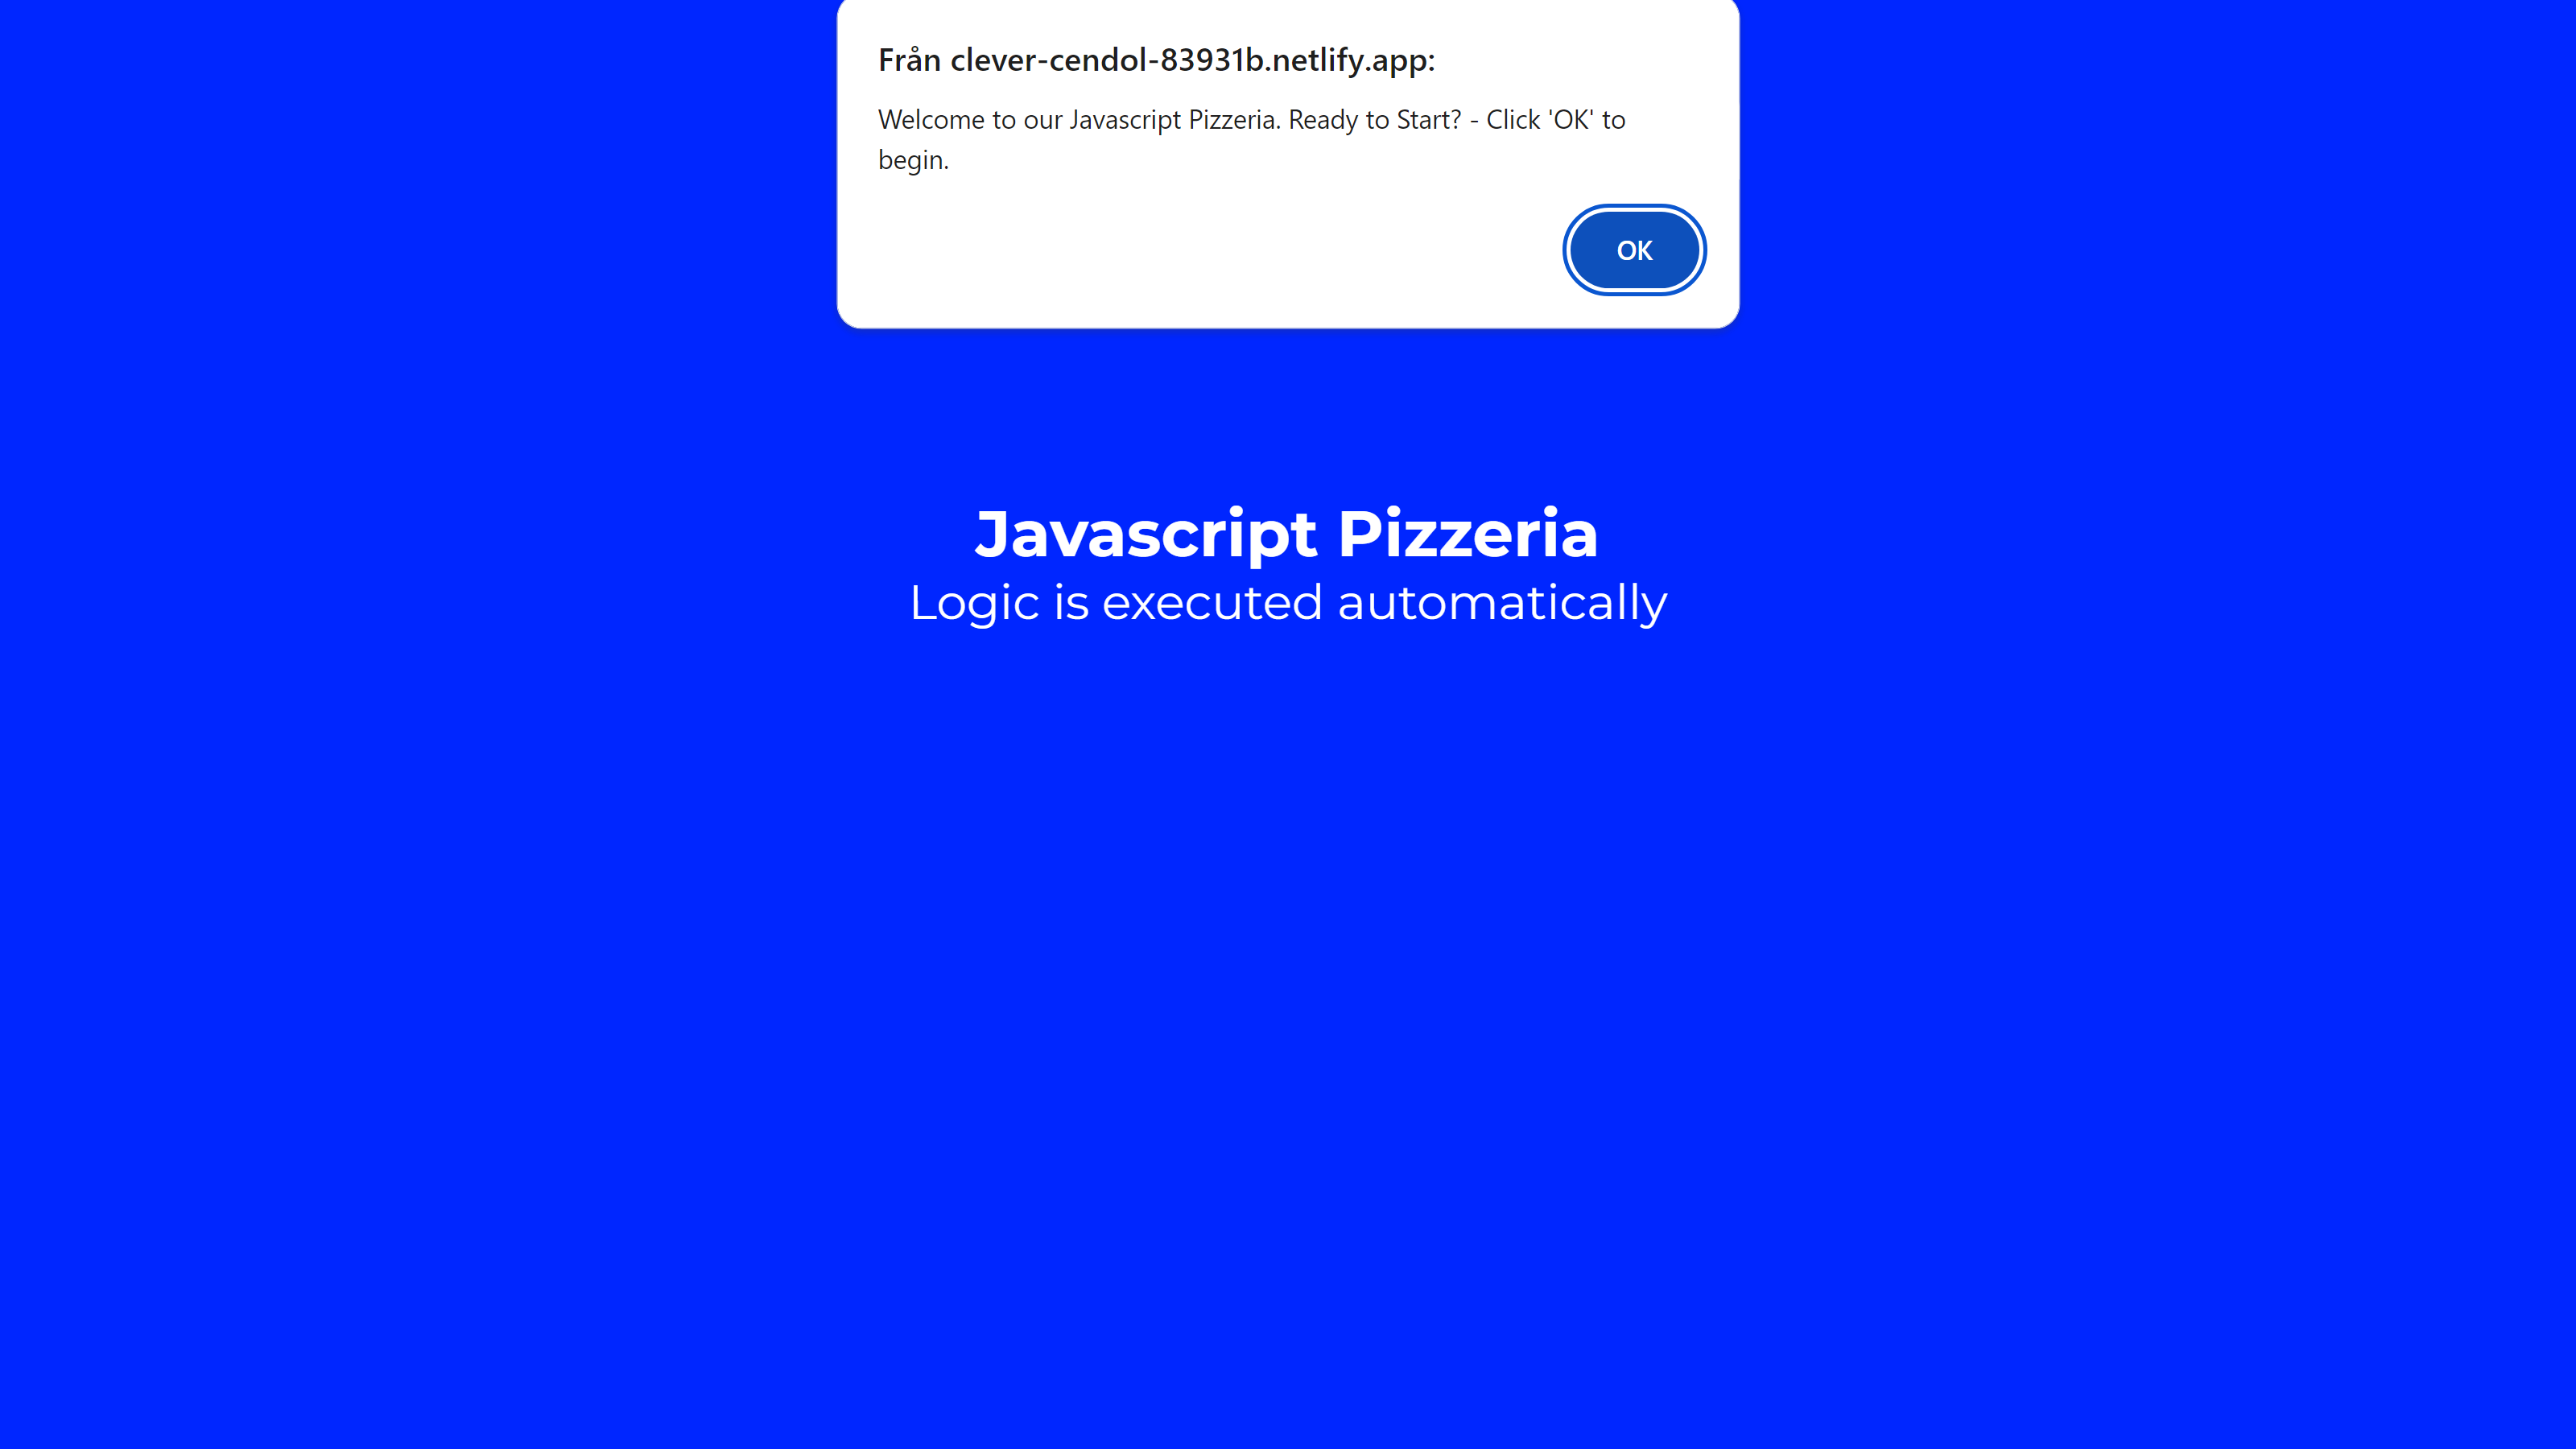 Från clever-cendol-83931b.netlify.app:
Welcome to our Javascript Pizzeria. Ready to Start? - Click 'OK' to
begin.
OK
Javascript Pizzeria
Logic is executed automatically